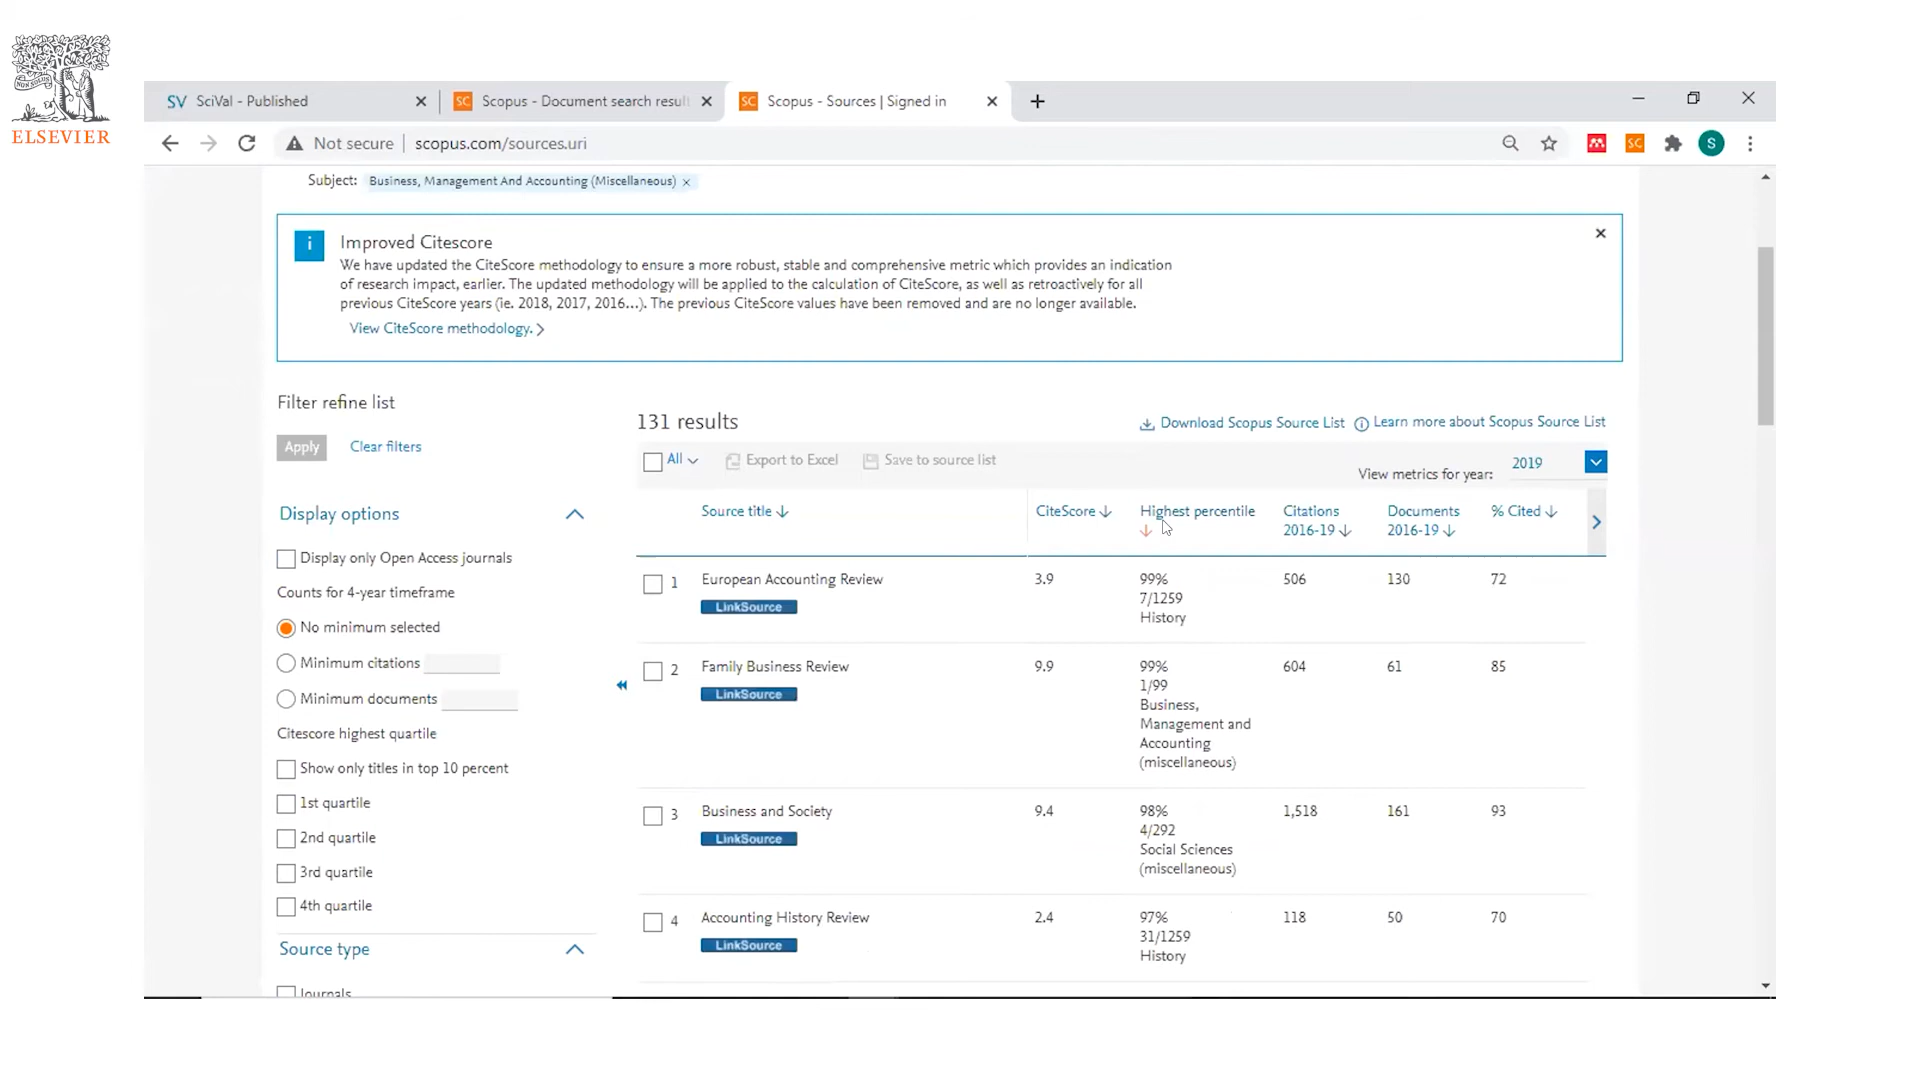 ELSEVIER
SV SciVal - Published
SC Scopus - Document search result
SC Scopus - Sources | Signed in
Not secure scopus.com/sources.uri
SC
S
Subject: Business, Management And Accounting (Miscellaneous) ×
i
Improved Citescore
We have updated the CiteScore methodology to ensure a more robust, stable and comprehensive metric which provides an indication
of research impact, earlier. The updated methodology will be applied to the calculation of CiteScore, as well as retroactively for all
previous CiteScore years (ie. 2018, 2017, 2016...). The previous CiteScore values have been removed and are no longer available.
View CiteScore methodology. >
Filter refine list
Apply Clear filters
Display options
Display only Open Access journals
Counts for 4-year timeframe
No minimum selected
Minimum citations
Minimum documents
Citescore highest quartile
Show only titles in top 10 percent
1st quartile
2nd quartile
3rd quartile
4th quartile
Source type
Journals
131 results
Download Scopus Source List Learn more about Scopus Source List
All Export to Excel Save to source list
View metrics for year: 2019
Source title ↓ CiteScore ↓ Highest percentile ↓ Citations 2016-19 ↓ Documents 2016-19 ↓ % Cited ↓
1 European Accounting Review 3.9 99% 506 130 72
7/1259
LinkSource
History
2 Family Business Review 9.9 99% 604 61 85
1/99
LinkSource
Business,
Management and
Accounting
(miscellaneous)
3 Business and Society 9.4 98% 1,518 161 93
4/292
LinkSource
Social Sciences
(miscellaneous)
4 Accounting History Review 2.4 97% 118 50 70
31/1259
LinkSource
History